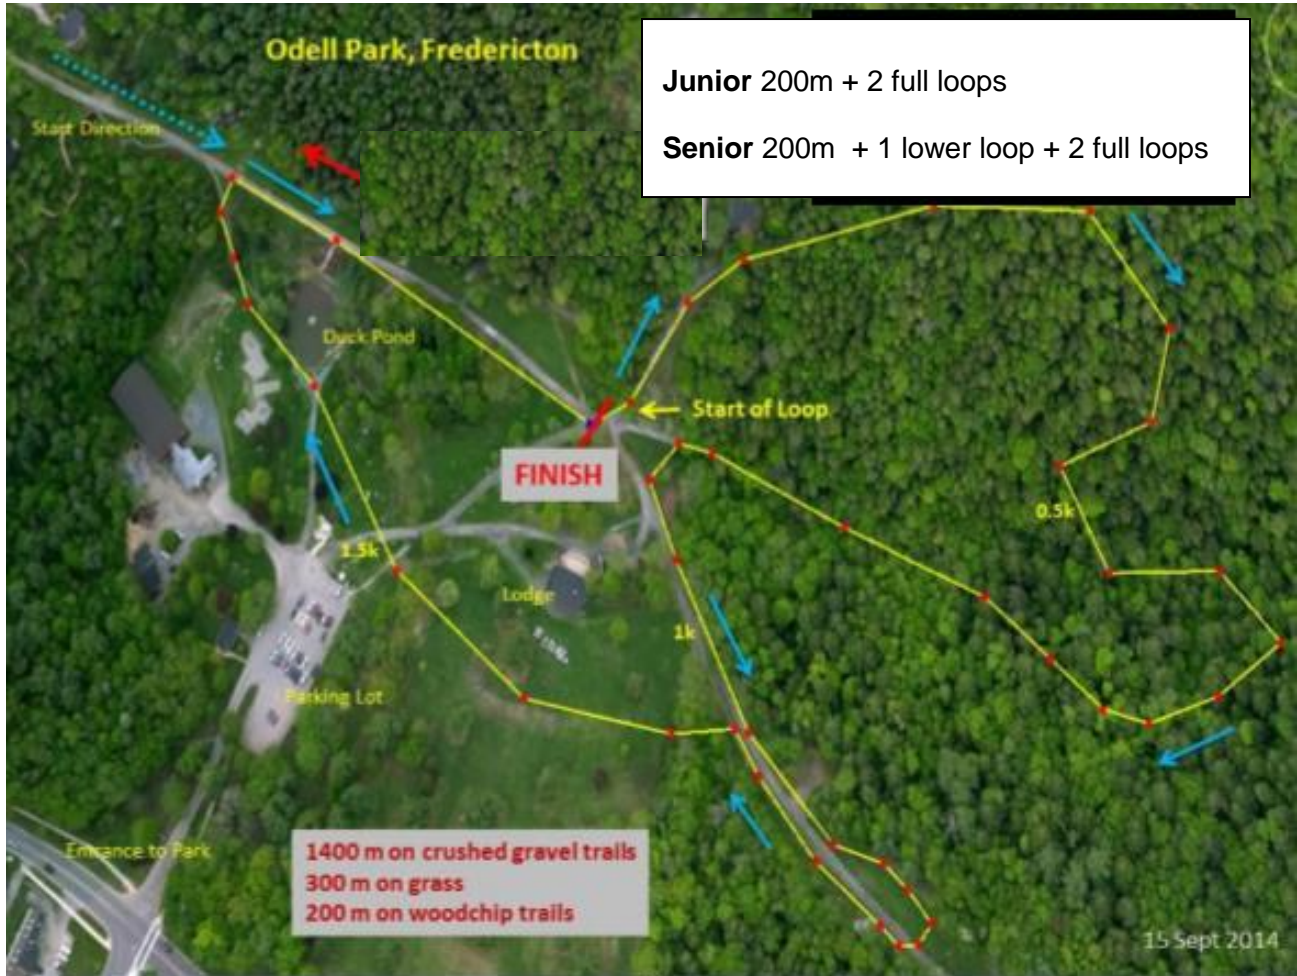 Odell Park, Fredericton
Junior 200m + 2 full loops
Senior 200m + 1 lower loop + 2 full loops
Start Direction
Duck Pond
Start of Loop
FINISH
0.5k
1.5k
Lodge
1k
Parking Lot
Entrance to Park
1400 m on crushed gravel trails
300 m on grass
200 m on woodchip trails
15 Sept 2014